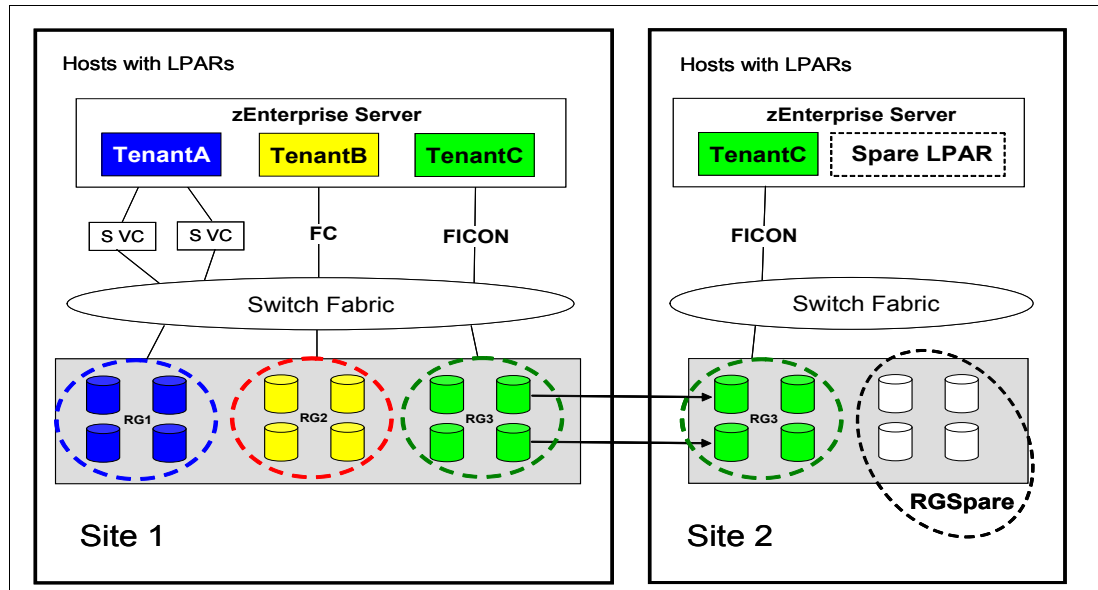 Hosts with LPARs
zEnterprise Server
TenantA
TenantB
TenantC
S VC
S VC
FC
FICON
Switch Fabric
RG1
RG2
RG3
Site 1
Hosts with LPARs
zEnterprise Server
TenantC
Spare LPAR
FICON
Switch Fabric
RG3
RGSpare
Site 2